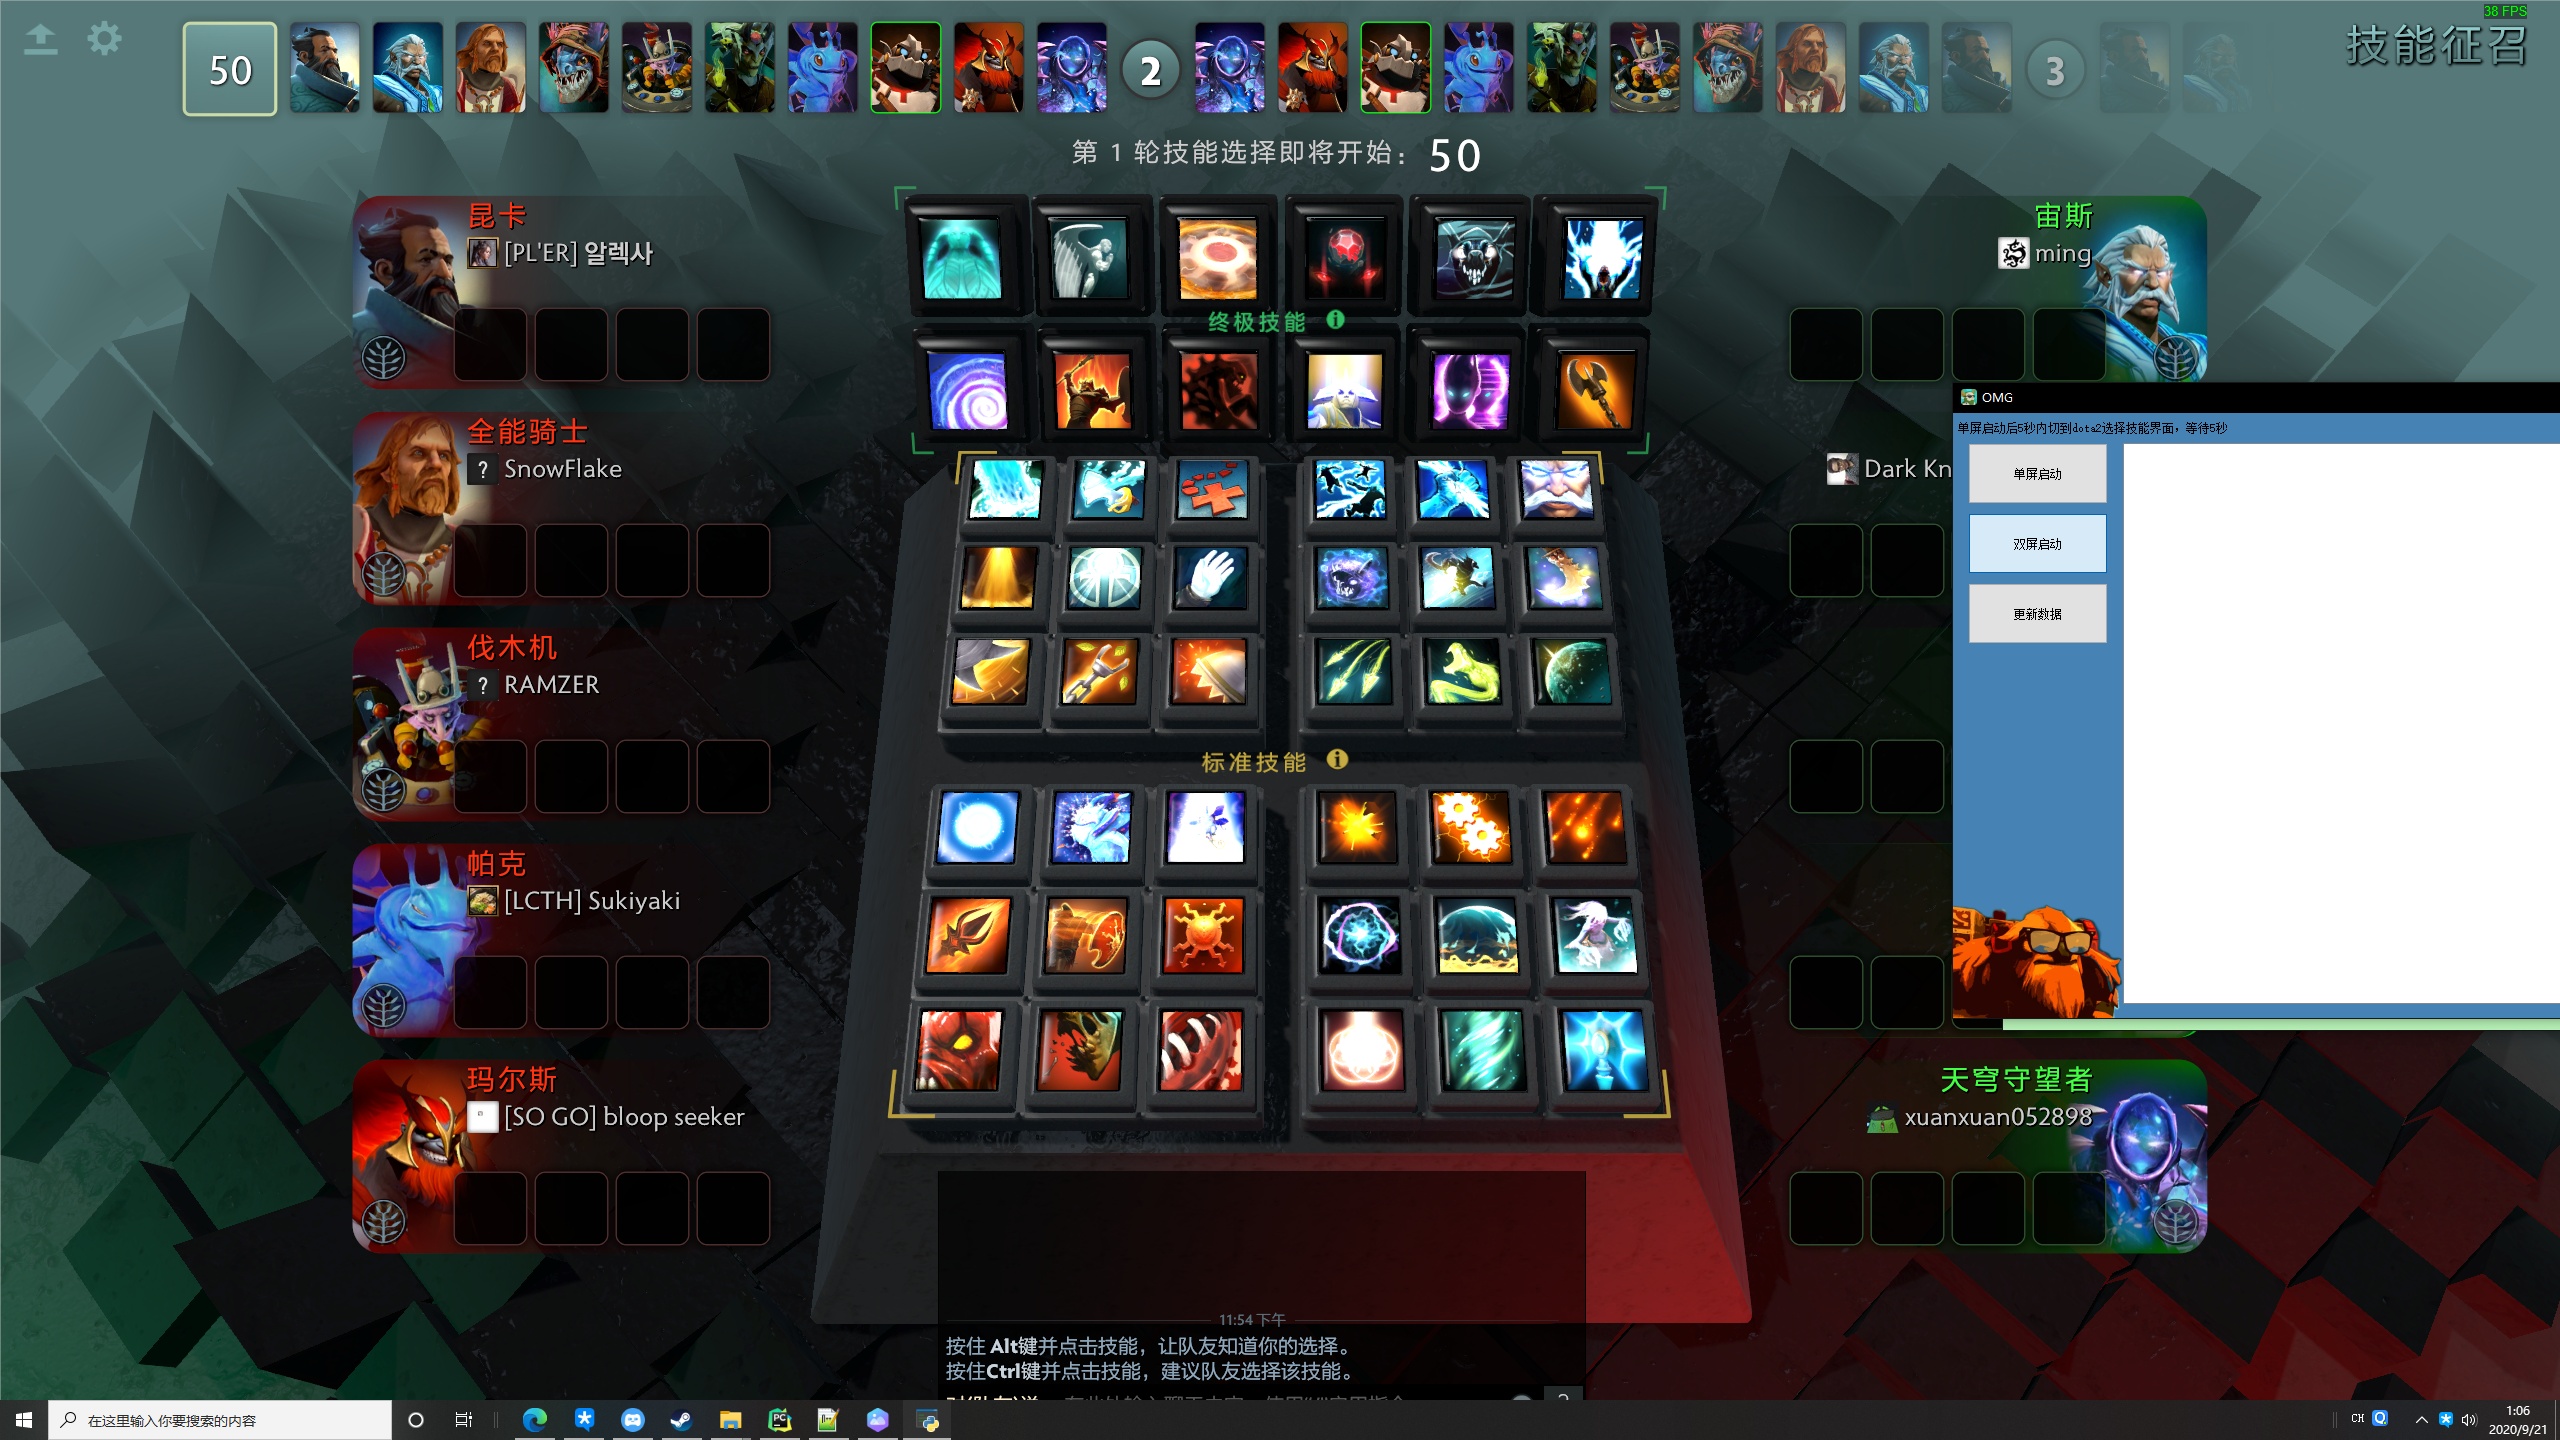 38 FPS
技能征召
50
2
3
第 1 轮技能选择即将开始: 50
昆卡
[PL'ER] 알렉사
宙斯
ming
终极技能
OMG
单屏启动后5秒内切到dota2选择技能界面, 等待5秒
单屏启动
双屏启动
更新数据
全能骑士
? SnowFlake
Dark Kn
伐木机
? RAMZER
标准技能
帕克
[LCTH] Sukiyaki
玛尔斯
[SO GO] bloop seeker
天穹守望者
xuanxuan052898
11:54 下午
按住 Alt键并点击技能，让队友知道你的选择。
按住Ctrl键并点击技能，建议队友选择该技能。
在这里输入你要搜索的内容
CH
1:06
2020/9/21